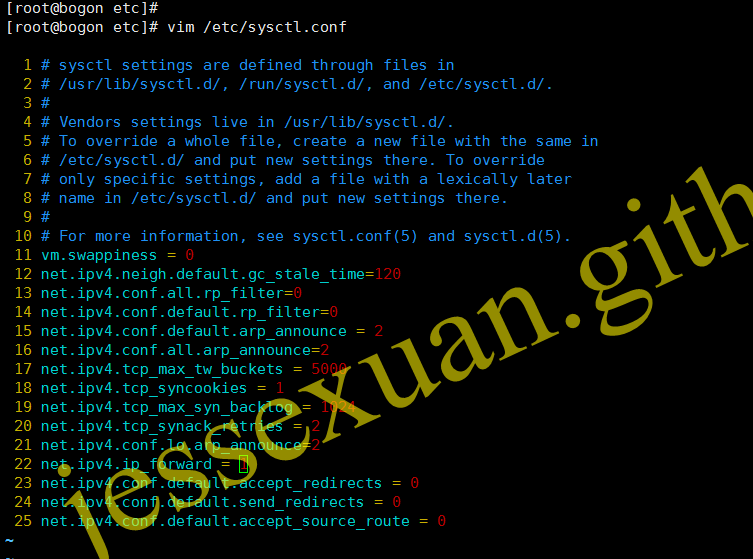 [root@bogon etc]#
[root@bogon etc]# vim /etc/sysctl.conf
1 # sysctl settings are defined through files in
2 # /usr/lib/sysctl.d/, /run/sysctl.d/, and /etc/sysctl.d/.
3 #
4 # Vendors settings live in /usr/lib/sysctl.d/.
5 # To override a whole file, create a new file with the same in
6 # /etc/sysctl.d/ and put new settings there. To override
7 # only specific settings, add a file with a lexically later
8 # name in /etc/sysctl.d/ and put new settings there.
9 #
10 # For more information, see sysctl.conf(5) and sysctl.d(5).
11 vm.swappiness = 0
12 net.ipv4.neigh.default.gc_stale_time=120
13 net.ipv4.conf.all.rp_filter=0
14 net.ipv4.conf.default.rp_filter=0
15 net.ipv4.conf.default.arp_announce = 2
16 net.ipv4.conf.all.arp_announce=2
17 net.ipv4.tcp_max_tw_buckets = 5000
18 net.ipv4.tcp_syncookies = 1
19 net.ipv4.tcp_max_syn_backlog = 1024
20 net.ipv4.tcp_synack_retries = 2
21 net.ipv4.conf.lo.arp_announce=2
22 net.ipv4.ip_forward = 1
23 net.ipv4.conf.default.accept_redirects = 0
24 net.ipv4.conf.default.send_redirects = 0
25 net.ipv4.conf.default.accept_source_route = 0
~
~
jessexuan.gith